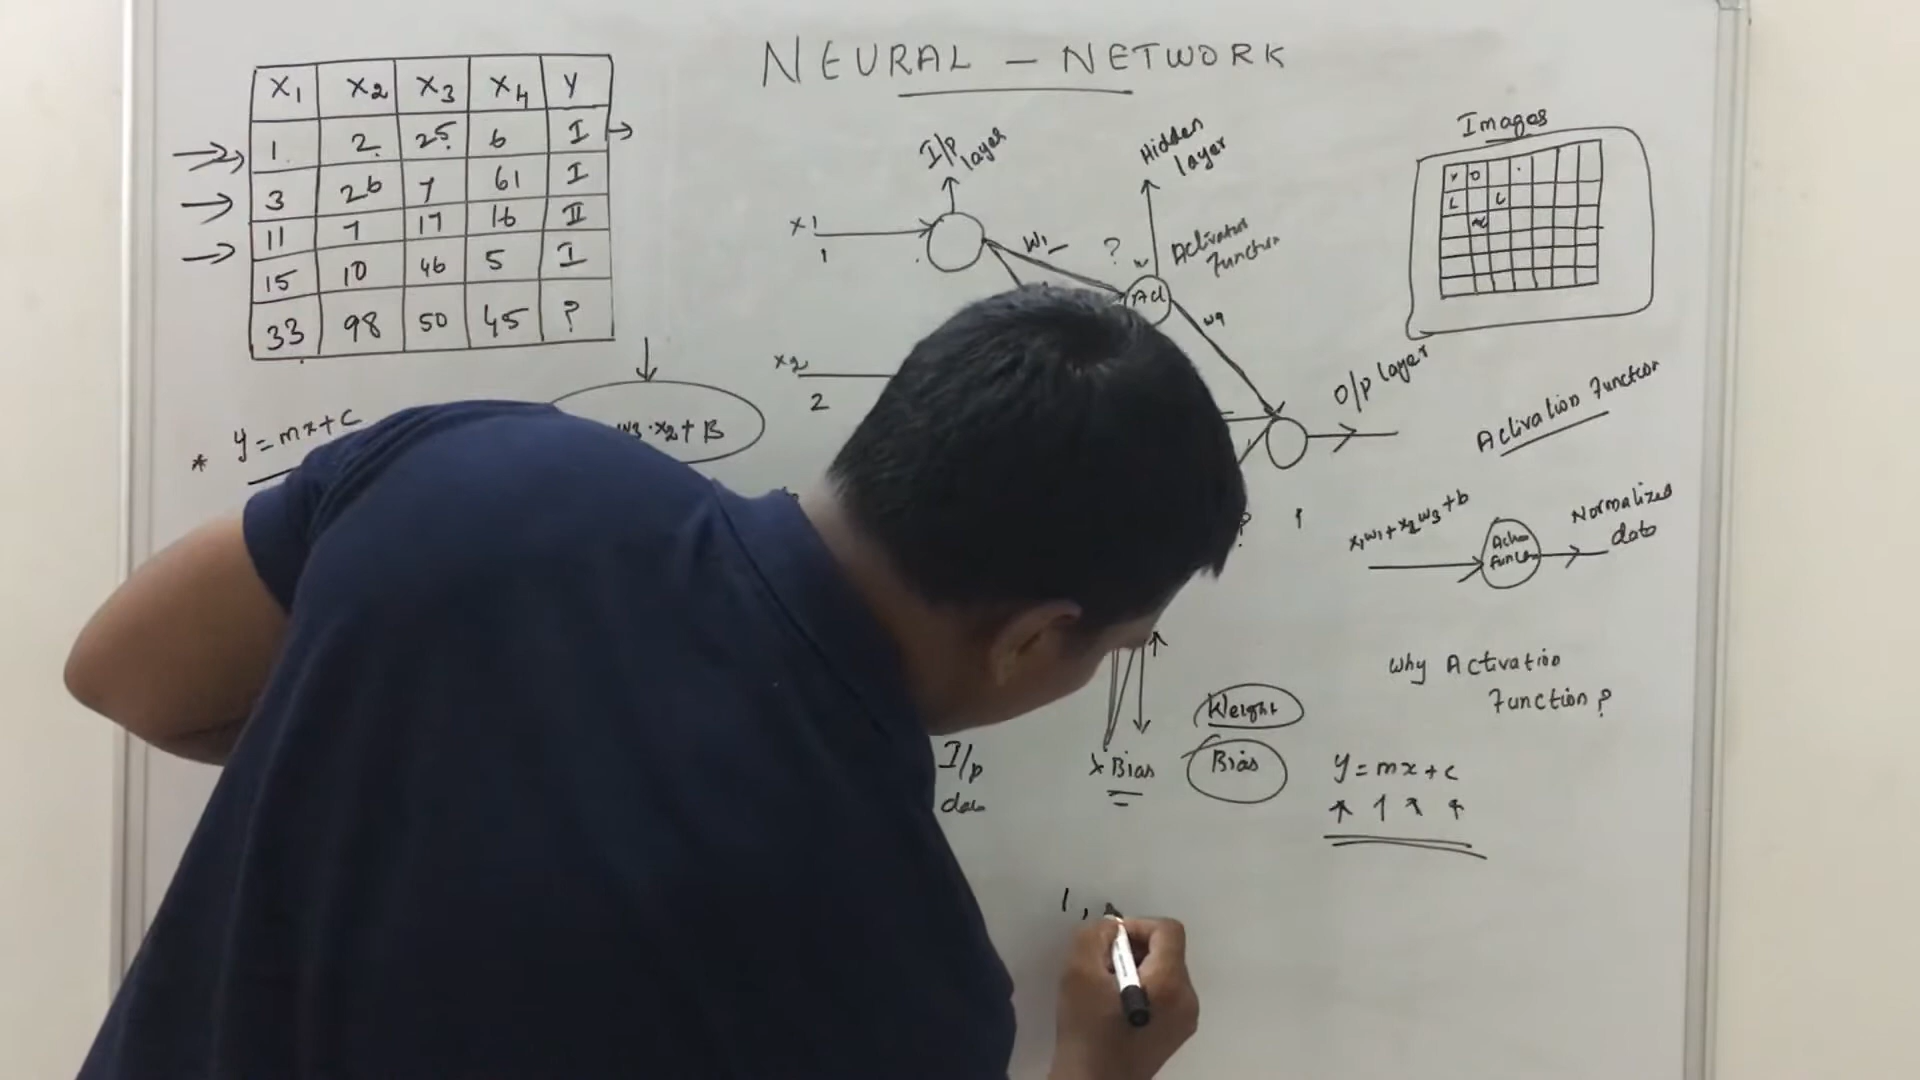 NEURAL - NETWORK
X1 X2 X3 X4 Y
1 2 25 6 I
3 26 7 61 I
11 7 17 16 II
15 10 46 5 I
33 98 50 45 ?
* y = mx + c
w3·x2 + B
I/P layer
Hidden layer
x1
1
w1
?
Activation Function
Act
w9
x2
2
O/P layer
1
Images
Activation Function
x1w1 + x2w3 + b
Normalized data
Why Activation
Function ?
I/p
Bias
Weight
Bias
y = mx + c
1 ,